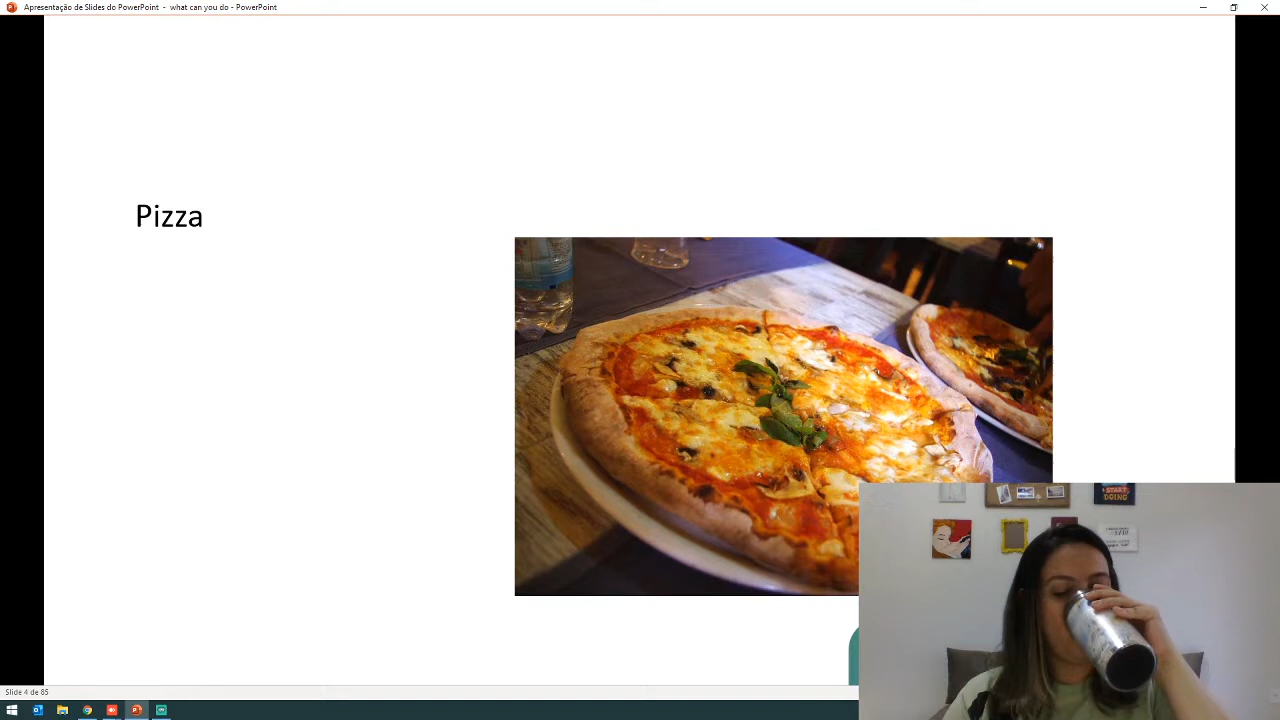 Apresentação de Slides do PowerPoint - what can you do - PowerPoint
Pizza
START
DOING
Slide 4 de 85